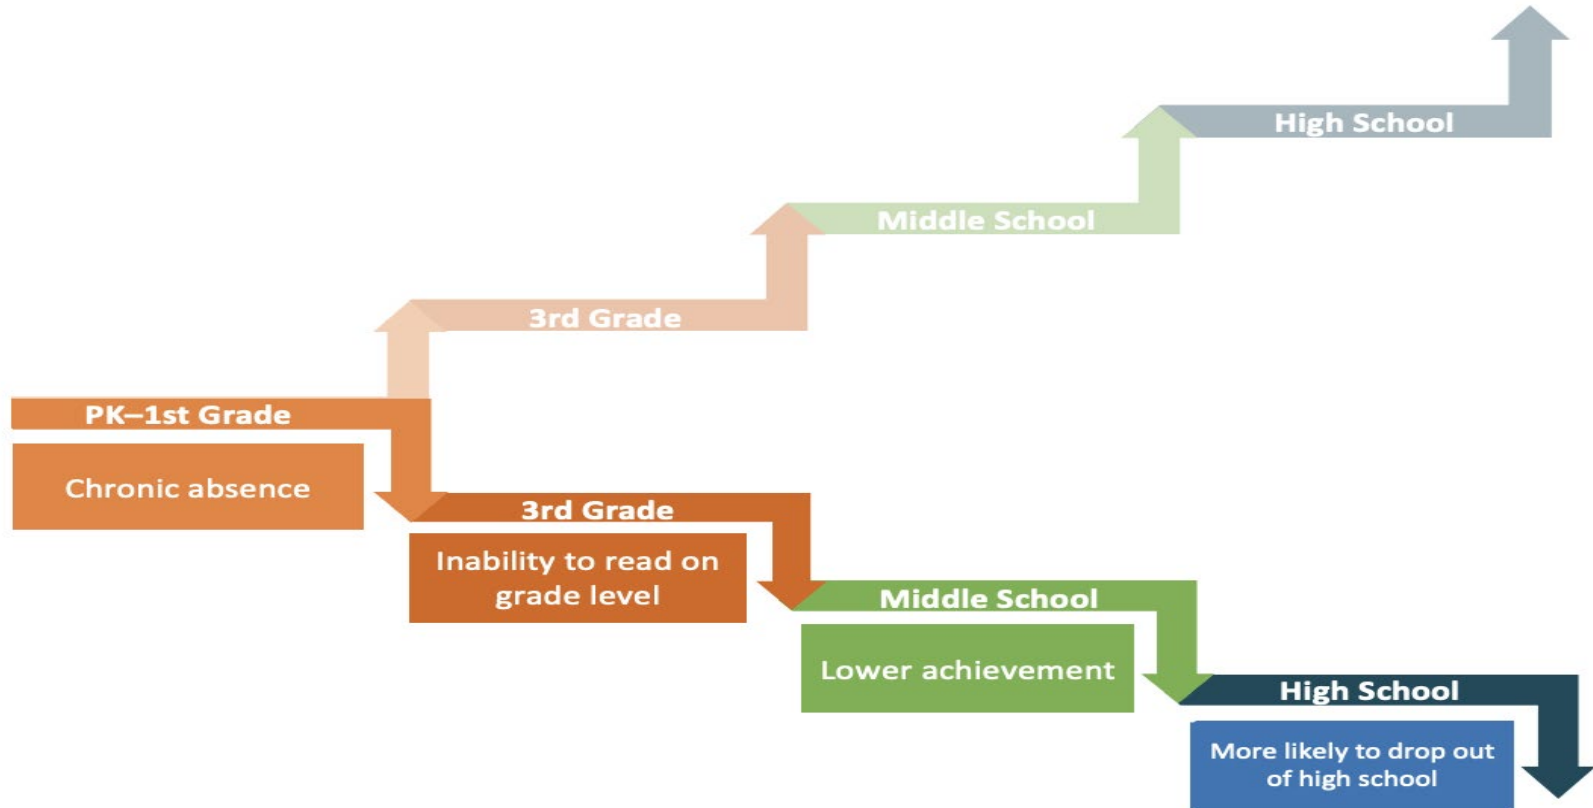 High School
Middle School
3rd Grade
PK–1st Grade
Chronic absence
3rd Grade
Inability to read on
grade level
Middle School
Lower achievement
High School
More likely to drop out
of high school